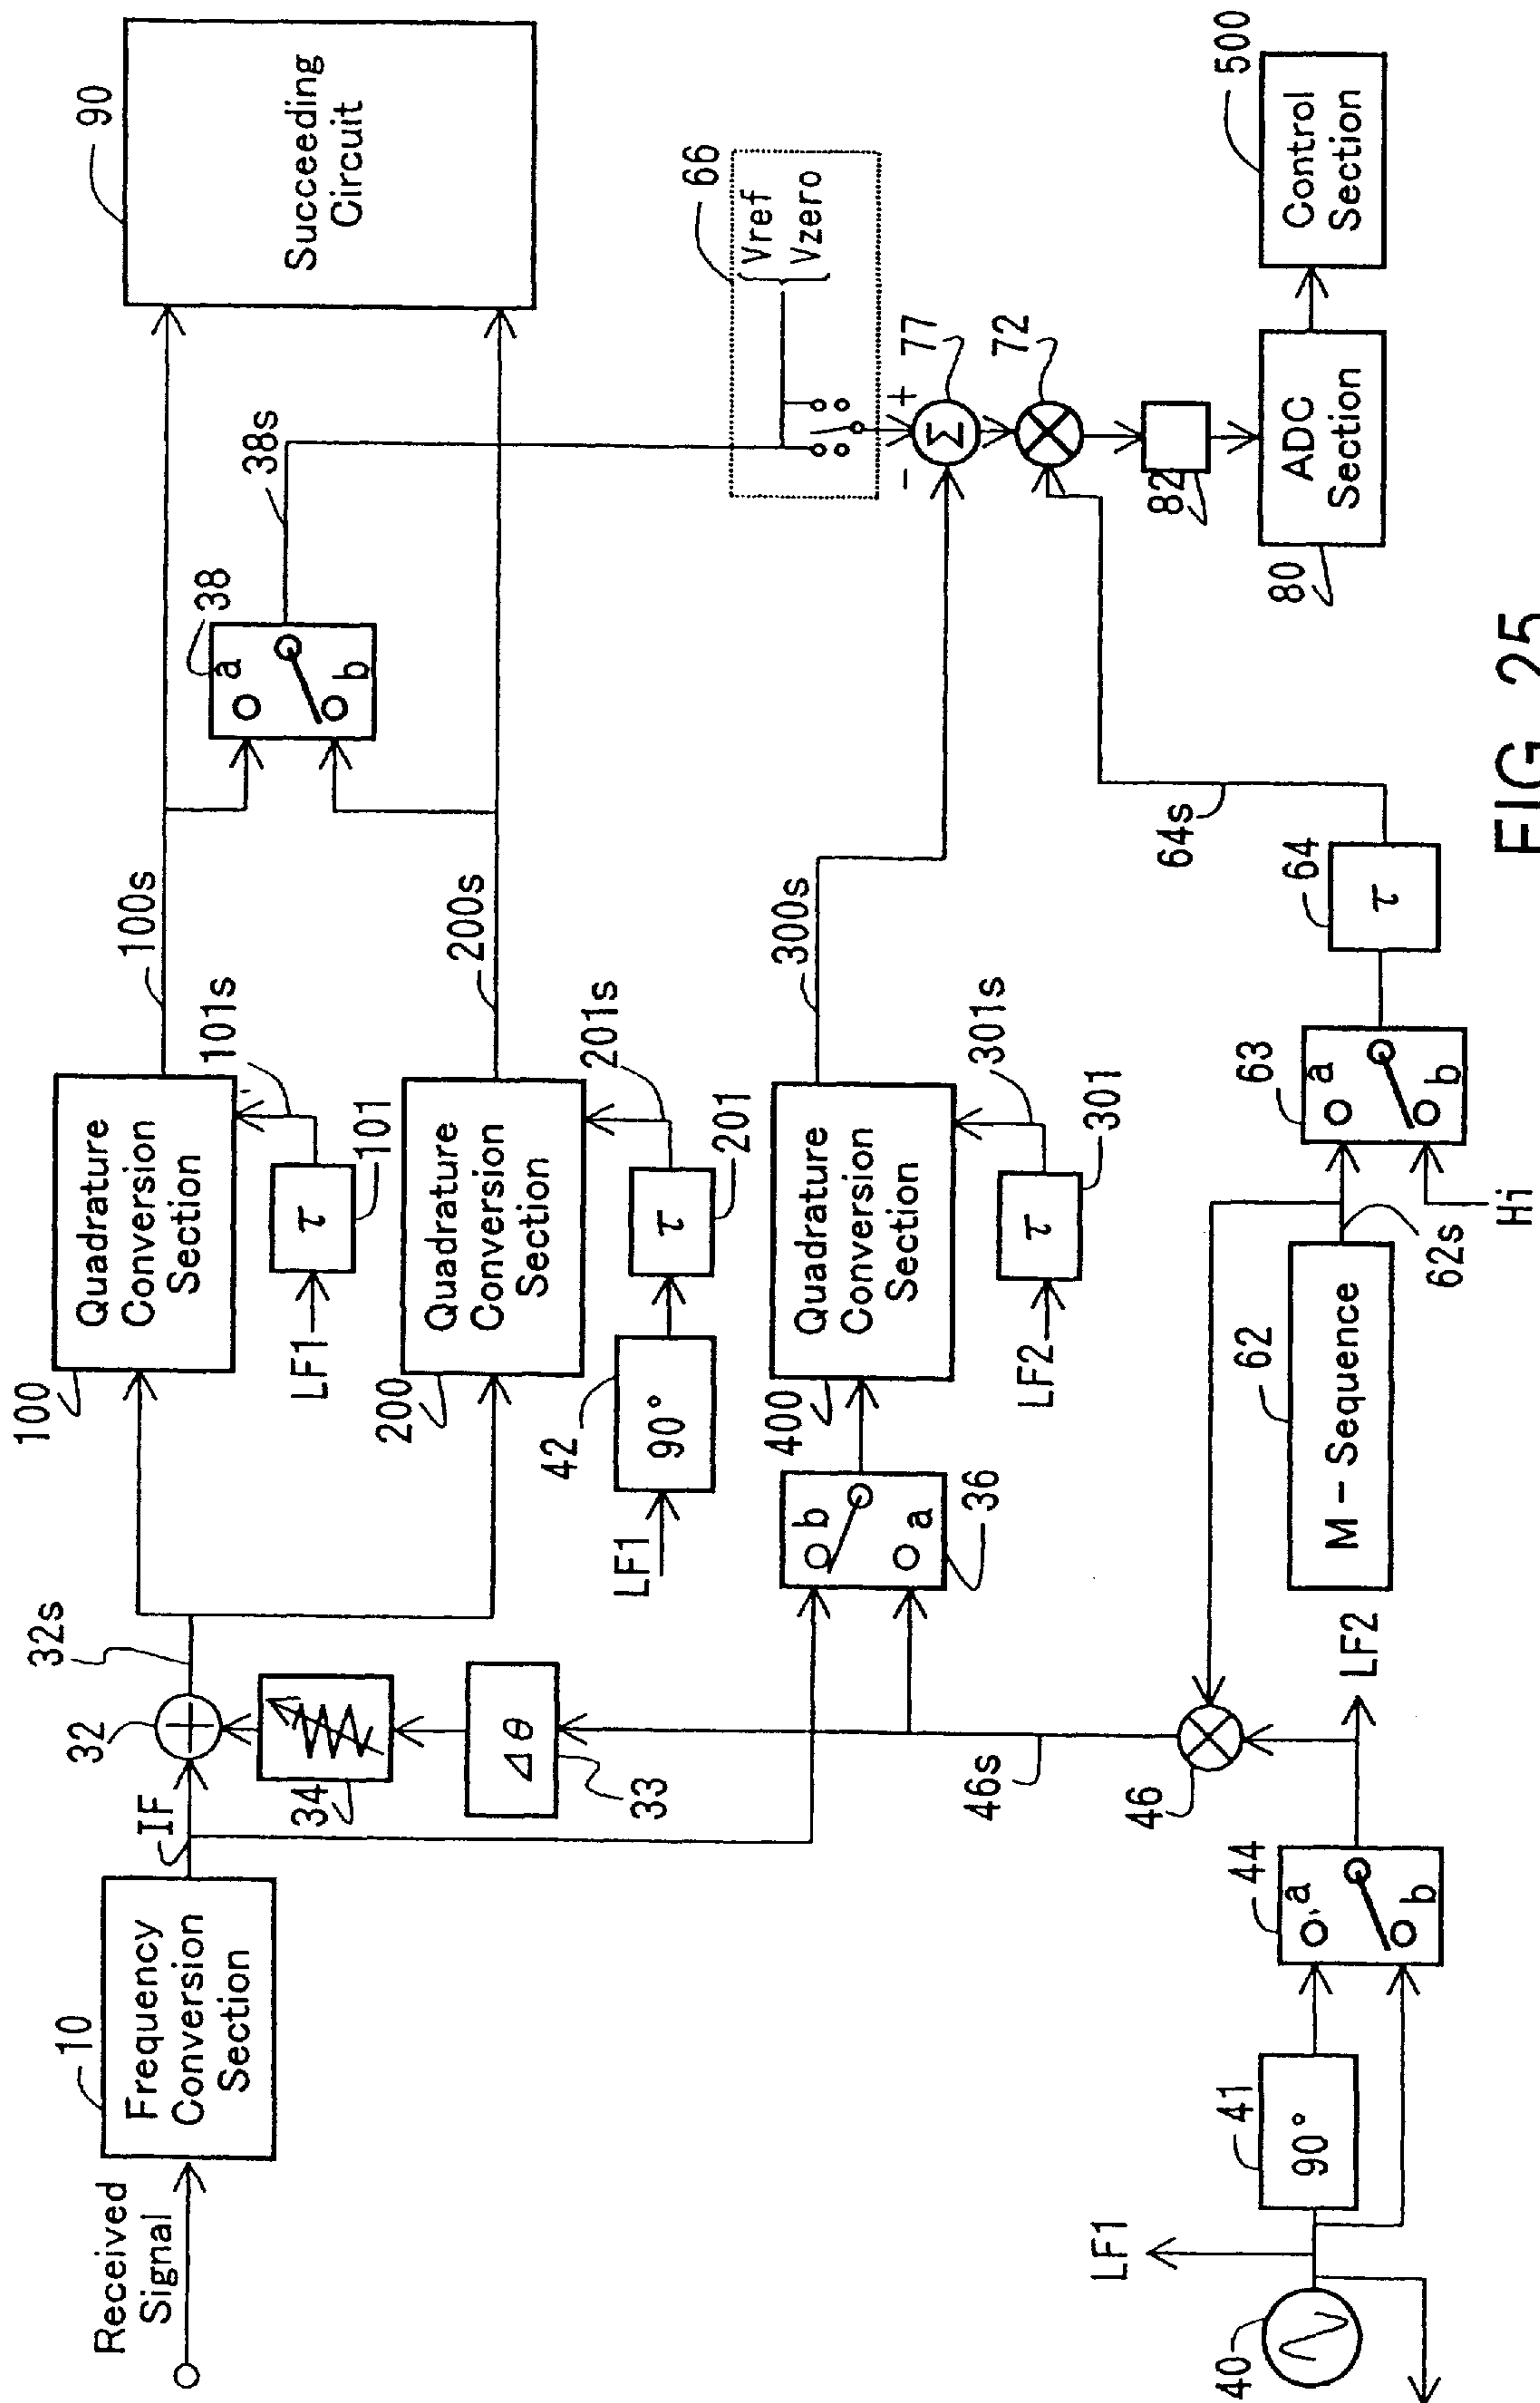 Received
Signal
10
Frequency
Conversion
Section
IF
32
32s
34
Δθ
33
100
Quadrature
Conversion
Section
100s
LF1
τ
101
101s
200
Quadrature
Conversion
Section
200s
LF1
90°
42
τ
201
201s
38
a
b
38s
90
Succeeding
Circuit
36
b
a
400
Quadrature
Conversion
Section
300s
LF2
τ
301
301s
66
Vref
Vzero
+
-
Σ
77
72
82
80
ADC
Section
500
Control
Section
40
LF1
41
90°
44
a
b
LF2
46
46s
62
M-Sequence
62s
Hi
63
a
b
64
τ
64s
FIG. 25